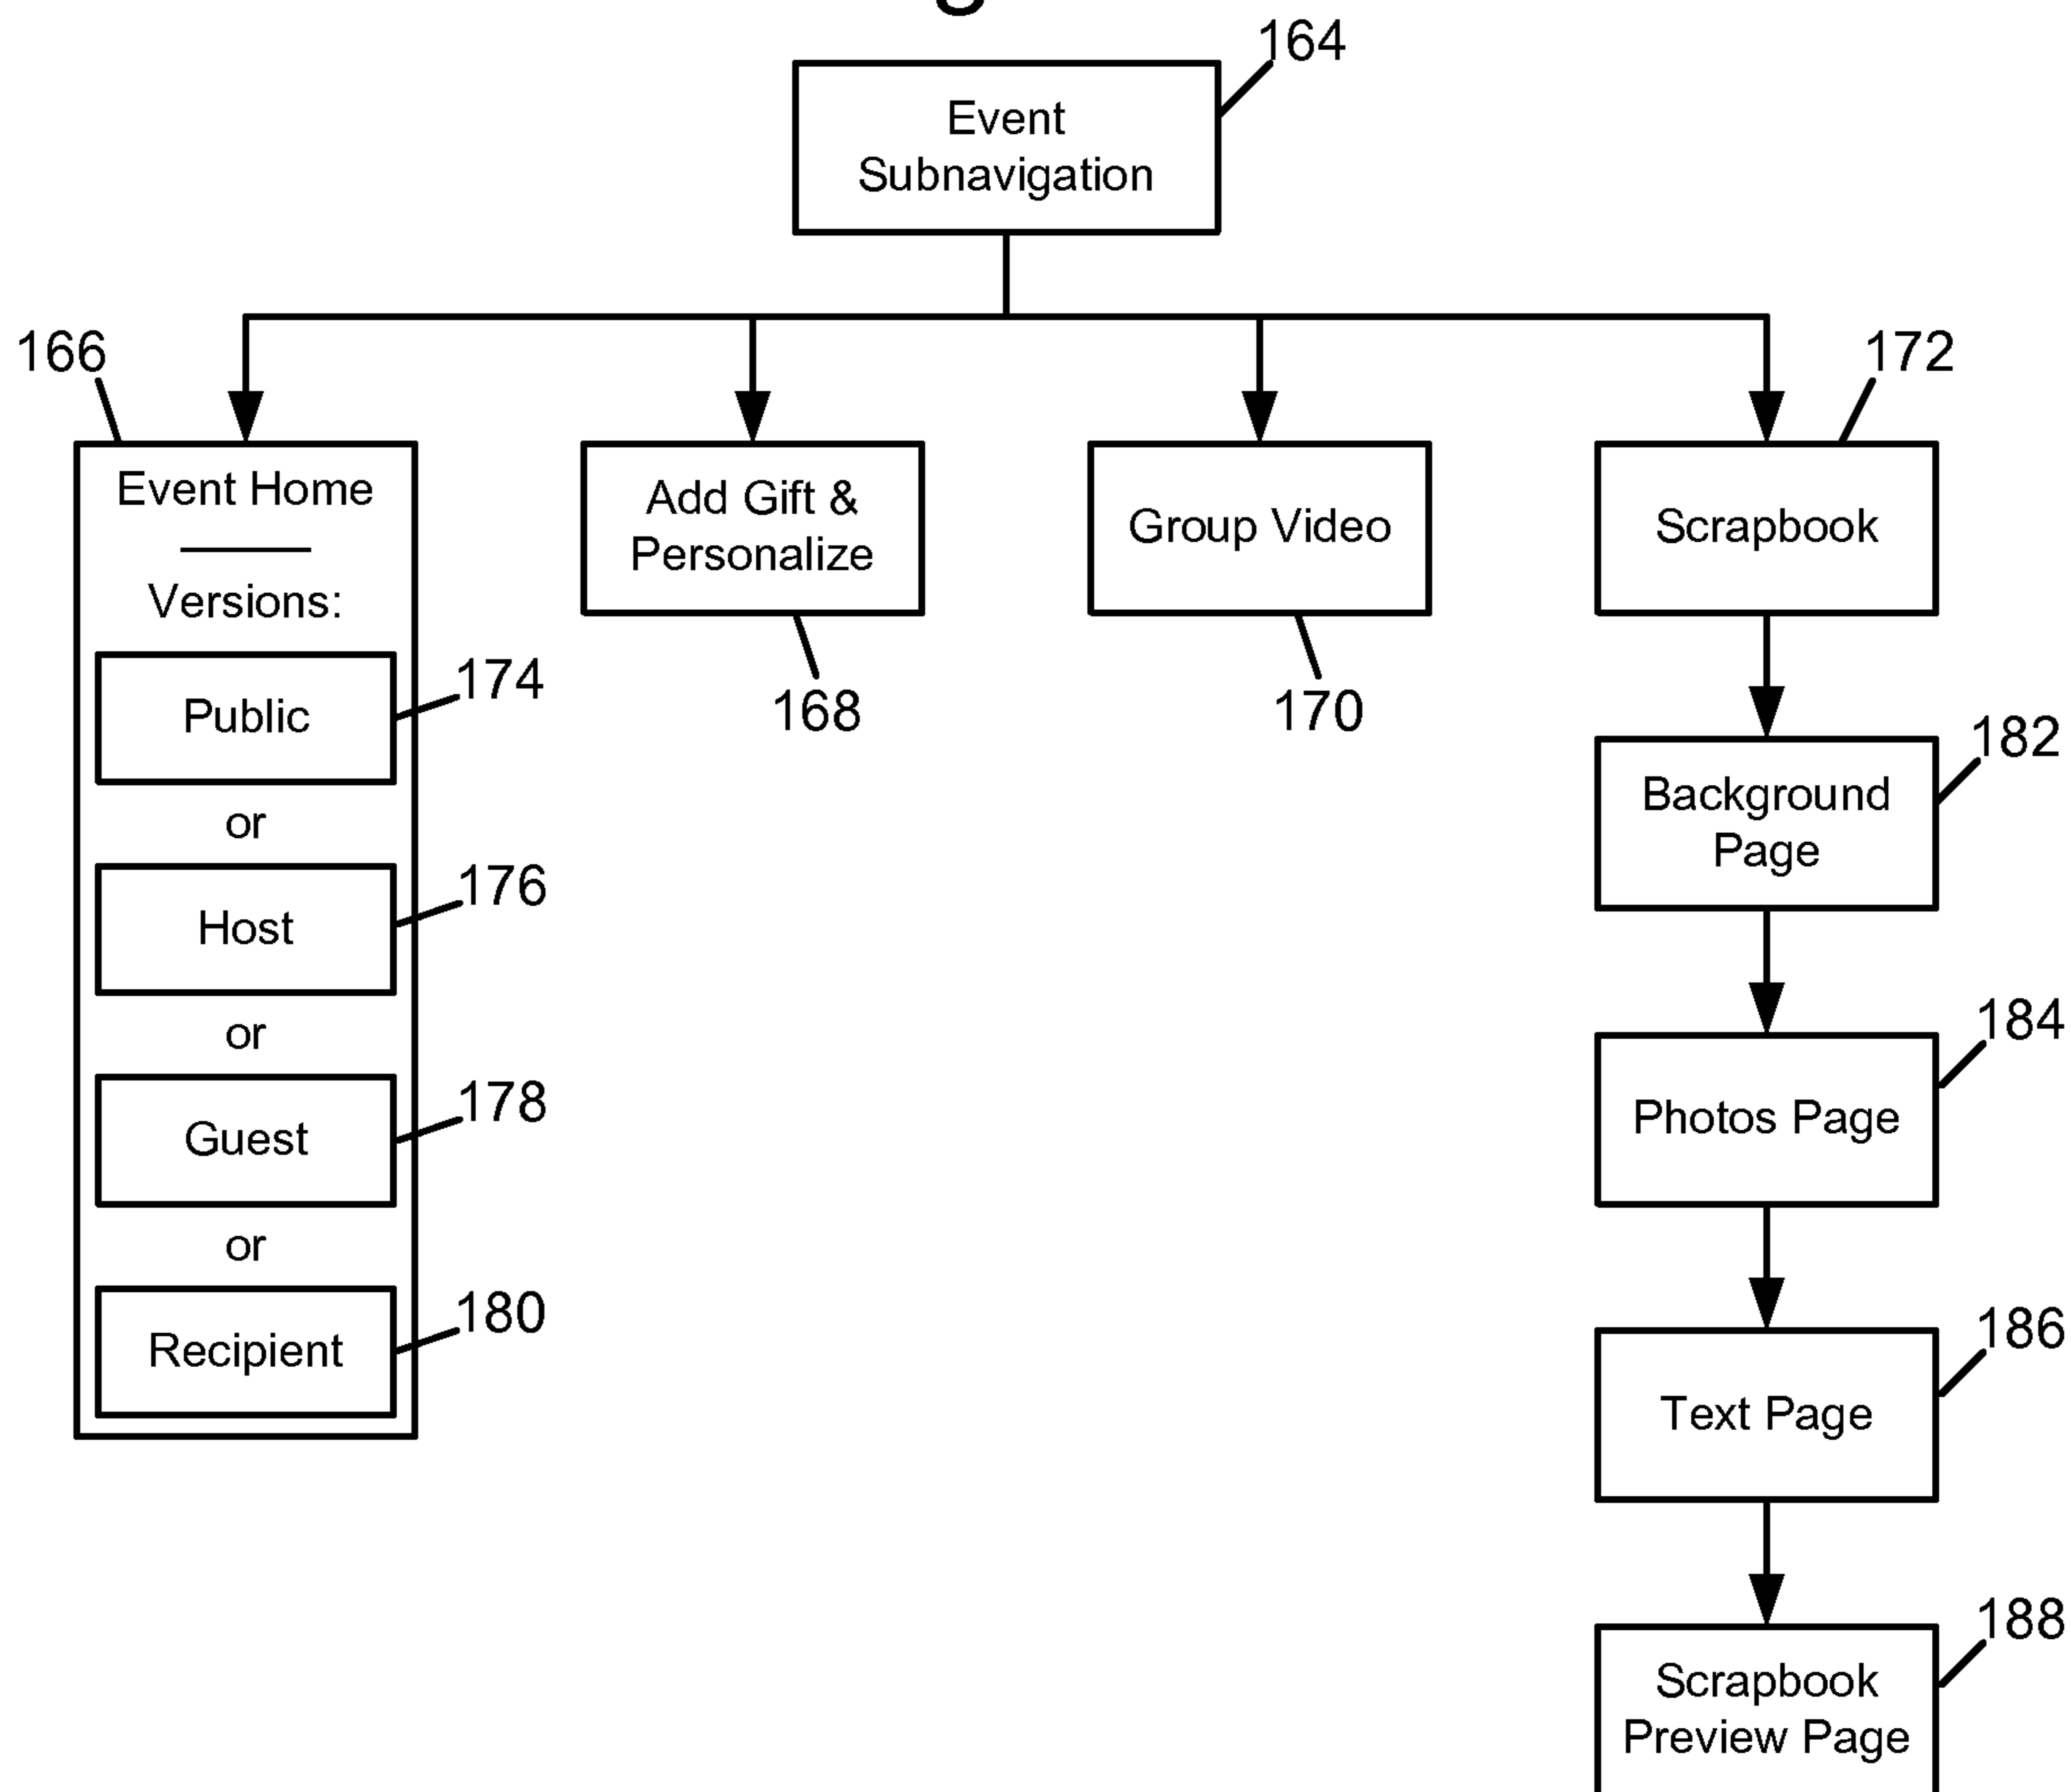 164
Event
Subnavigation
166
172
Event Home
Versions:
Add Gift &
Personalize
Group Video
Scrapbook
174
Public
168
170
182
or
Background
Page
176
Host
184
or
178
Guest
Photos Page
or
180
Recipient
186
Text Page
188
Scrapbook
Preview Page